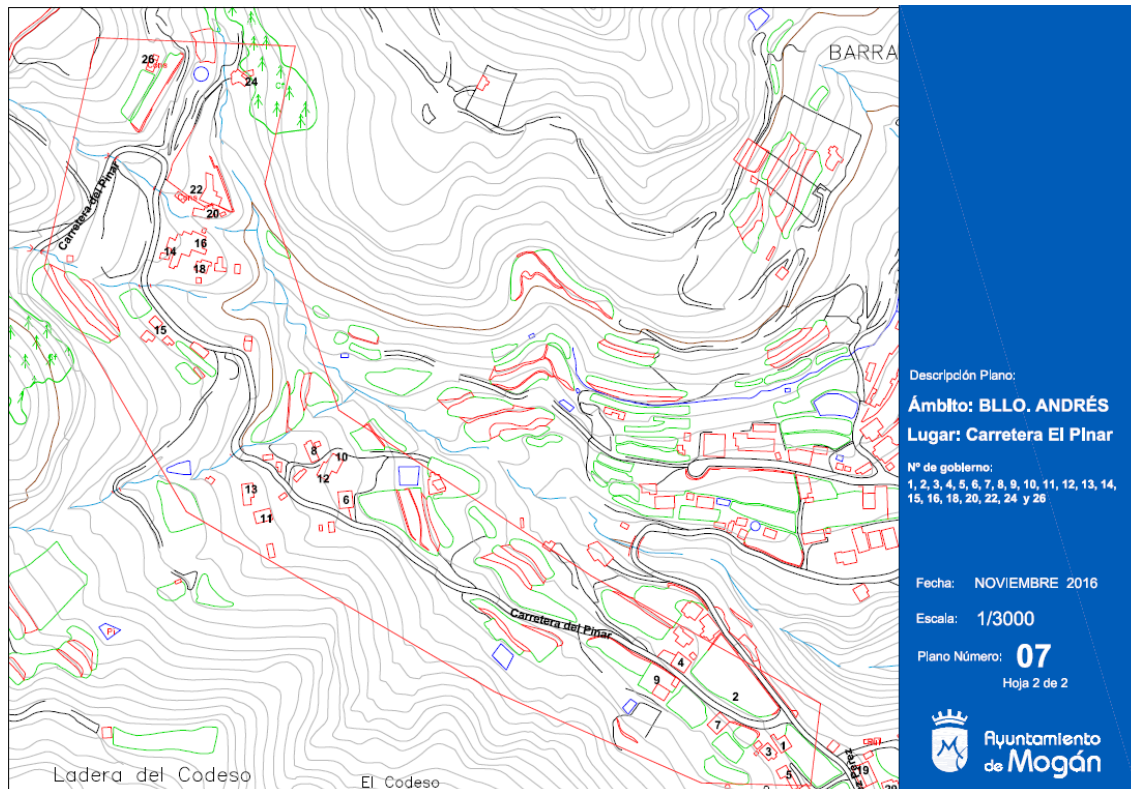 BARRA
26
Cone
24
C+
22
Cone
20
Carretera del Pinar
16
14
18
15
8
10
12
13
6
11
Carretera del Pinar
4
9
2
7
1
3
5
19
Pi
Ladera del Codeso
El Codeso
Descripción Plano:
Ámbito: BLLO. ANDRÉS
Lugar: Carretera El Pinar
Nº de gobierno:
1, 2, 3, 4, 5, 6, 7, 8, 9, 10, 11, 12, 13, 14,
15, 16, 18, 20, 22, 24 y 26
Fecha: NOVIEMBRE 2016
Escala: 1/3000
Plano Número: 07
Hoja 2 de 2
Ayuntamiento
de Mogán